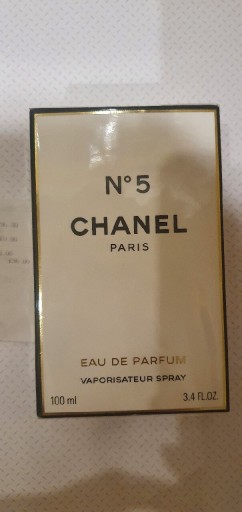 N°5
CHANEL
PARIS
EAU DE PARFUM
VAPORISATEUR SPRAY
100 ml 3.4 FL.OZ.